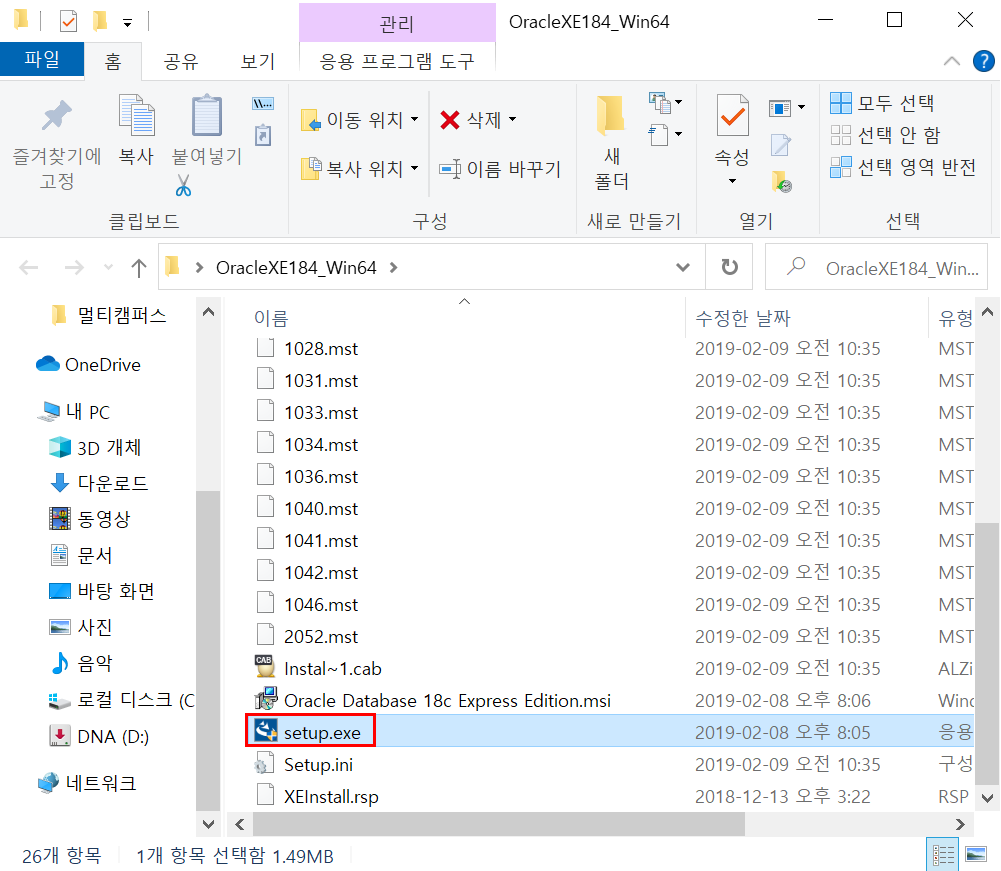 관리 OracleXE184_Win64
파일 홈 공유 보기 응용 프로그램 도구
즐겨찾기에 고정
복사
붙여넣기
클립보드
이동 위치
복사 위치
삭제
이름 바꾸기
구성
새 폴더
새로 만들기
속성
열기
모두 선택
선택 안 함
선택 영역 반전
선택
OracleXE184_Win64
OracleXE184_Win...
멀티캠퍼스
OneDrive
내 PC
3D 개체
다운로드
동영상
문서
바탕 화면
사진
음악
로컬 디스크 (C
DNA (D:)
네트워크
이름 수정한 날짜 유형
1028.mst 2019-02-09 오전 10:35 MST
1031.mst 2019-02-09 오전 10:35 MST
1033.mst 2019-02-09 오전 10:35 MST
1034.mst 2019-02-09 오전 10:35 MST
1036.mst 2019-02-09 오전 10:35 MST
1040.mst 2019-02-09 오전 10:35 MST
1041.mst 2019-02-09 오전 10:35 MST
1042.mst 2019-02-09 오전 10:35 MST
1046.mst 2019-02-09 오전 10:35 MST
2052.mst 2019-02-09 오전 10:35 MST
Instal~1.cab 2019-02-09 오전 10:35 ALZi
Oracle Database 18c Express Edition.msi 2019-02-08 오후 8:06 Winc
setup.exe 2019-02-08 오후 8:05 응용
Setup.ini 2019-02-09 오전 10:35 구성
XEInstall.rsp 2018-12-13 오후 3:22 RSP
26개 항목 1개 항목 선택함 1.49MB